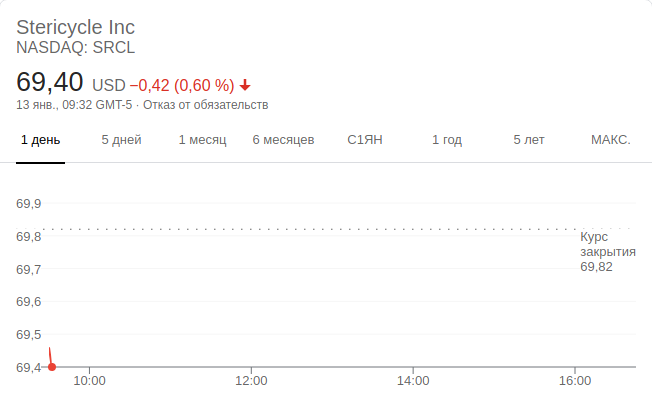 Stericycle Inc
NASDAQ: SRCL
69,40 USD −0,42 (0,60 %)
13 янв., 09:32 GMT-5 · Отказ от обязательств
1 день 5 дней 1 месяц 6 месяцев С1ЯН 1 год 5 лет МАКС.
69,9
69,8
Курс
закрытия
69,82
69,7
69,6
69,5
69,4
10:00 12:00 14:00 16:00